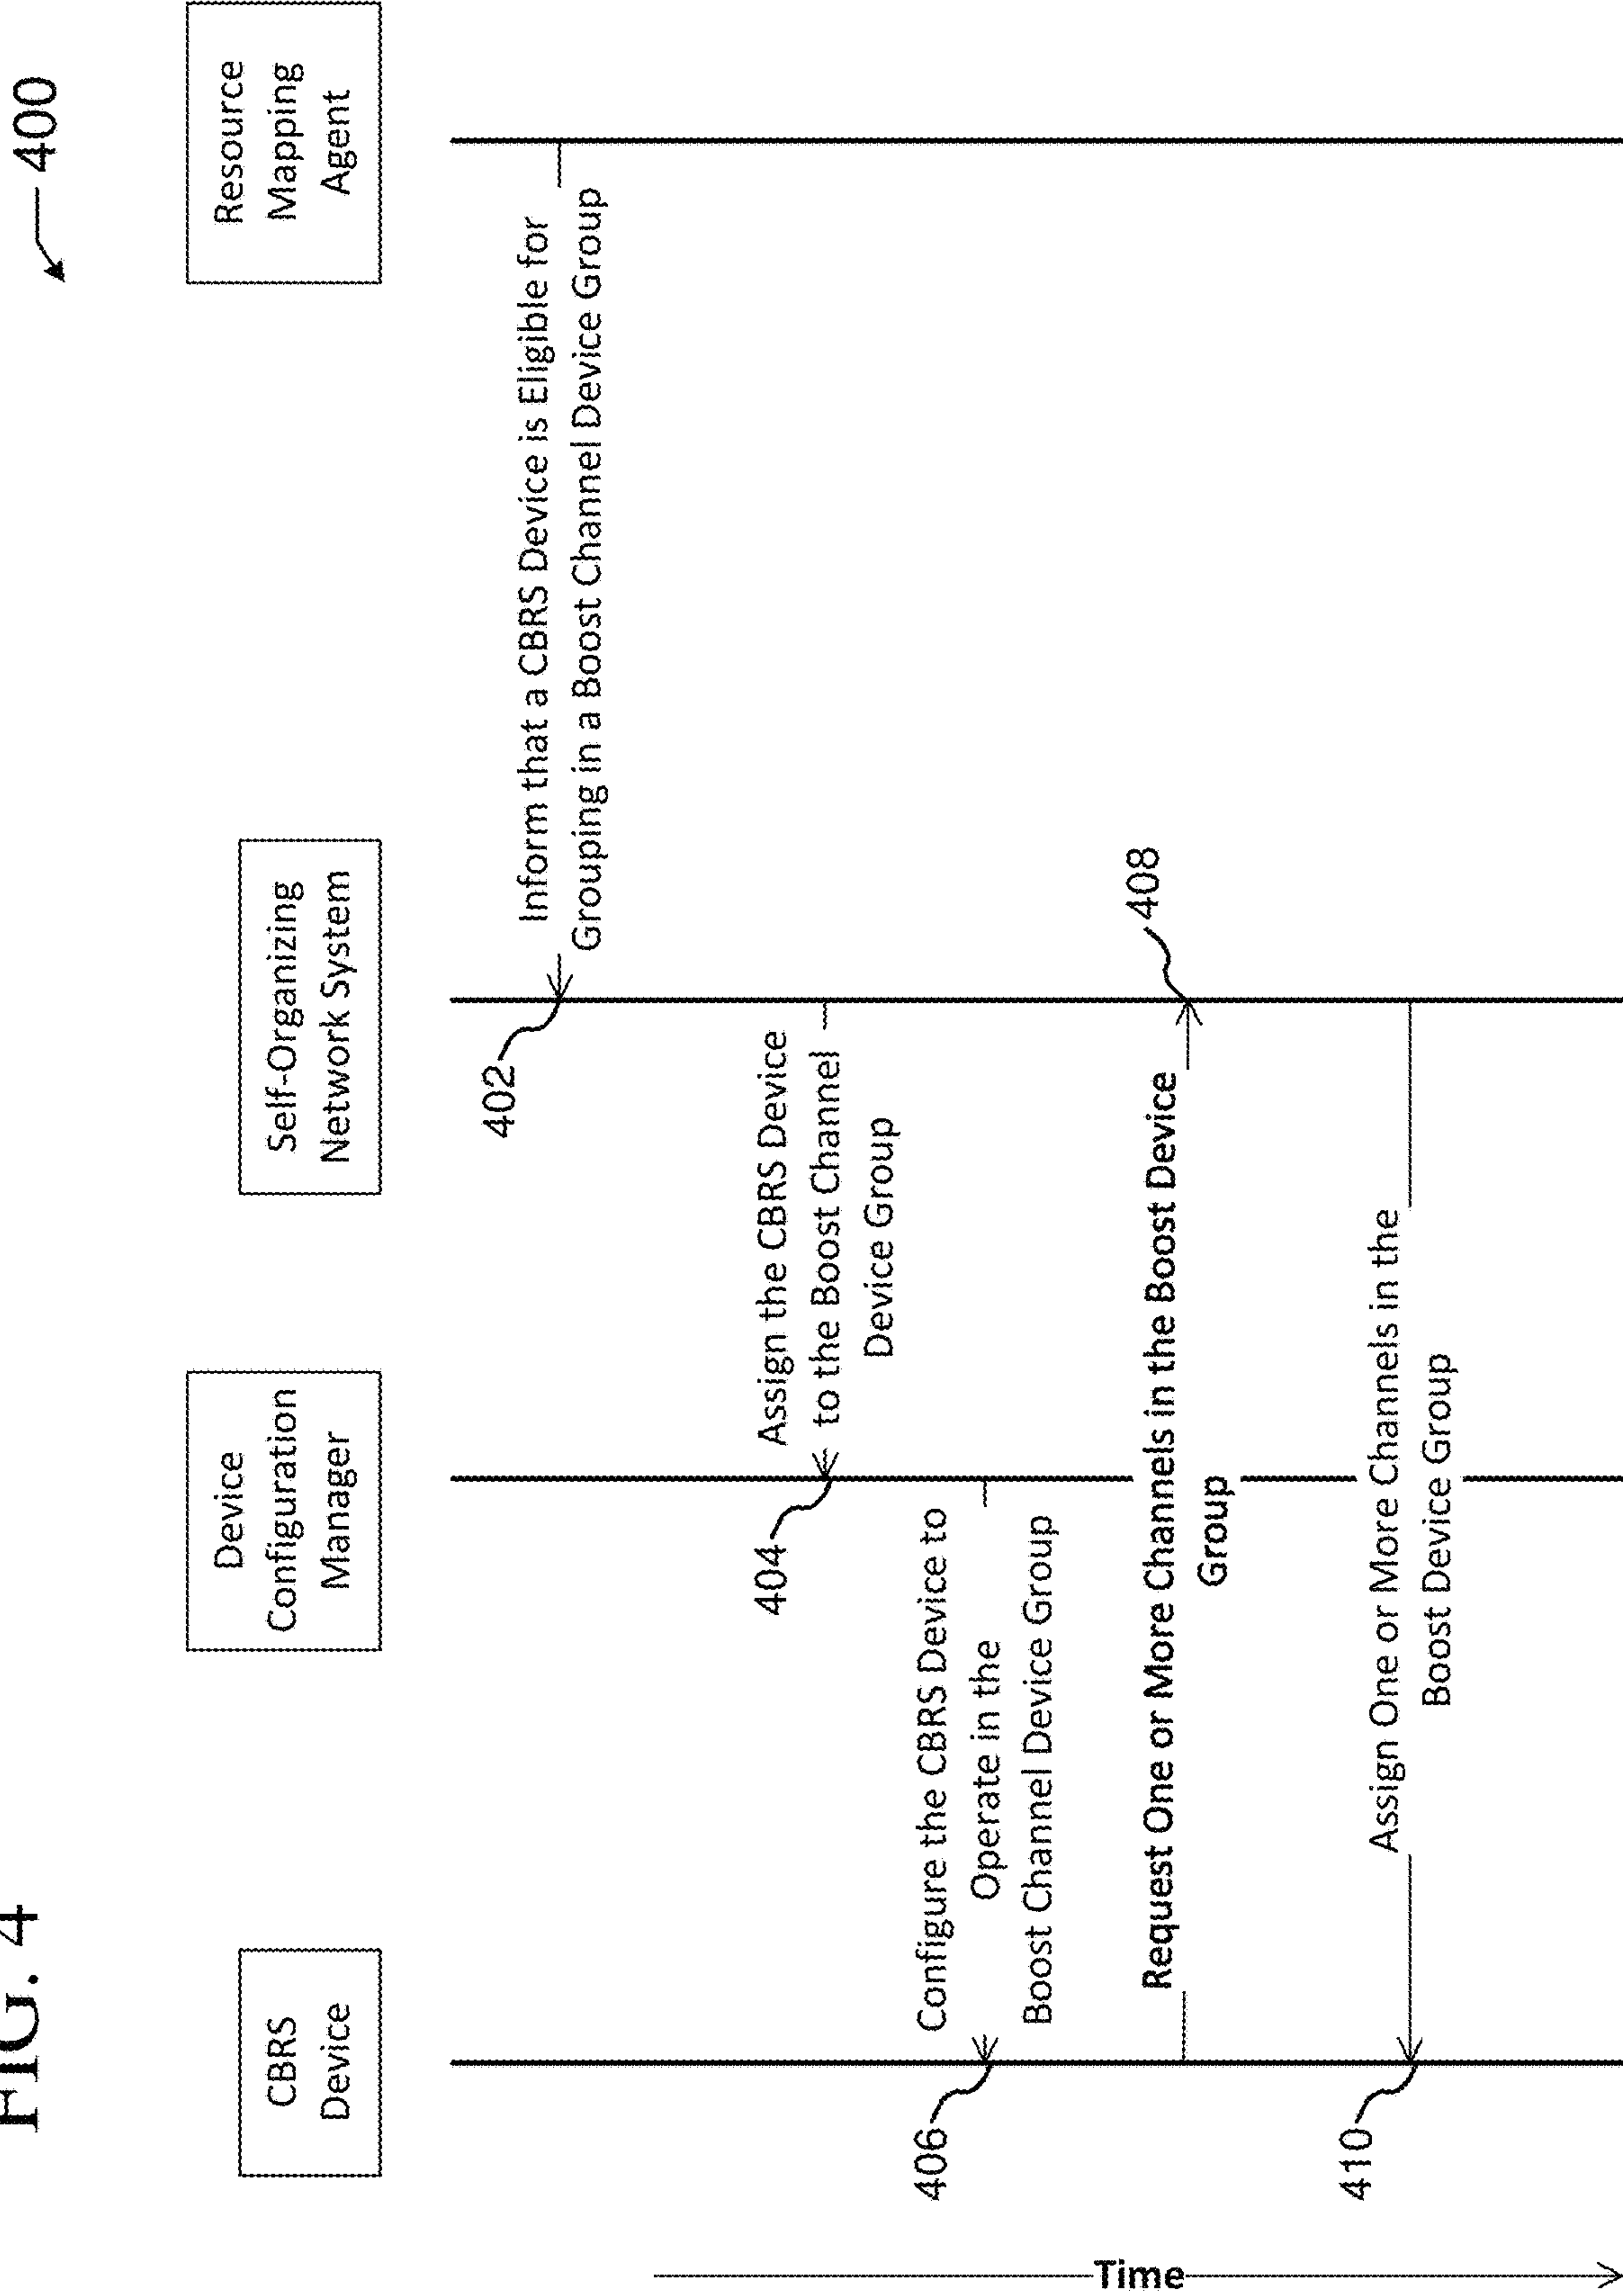 FIG. 4
400
CBRS
Device
Device
Configuration
Manager
Self-Organizing
Network System
Resource
Mapping
Agent
402
Inform that a CBRS Device is Eligible for
Grouping in a Boost Channel Device Group
404
Assign the CBRS Device
to the Boost Channel
Device Group
406
Configure the CBRS Device to
Operate in the
Boost Channel Device Group
408
Request One or More Channels in the Boost Device
Group
410
Assign One or More Channels in the
Boost Device Group
Time